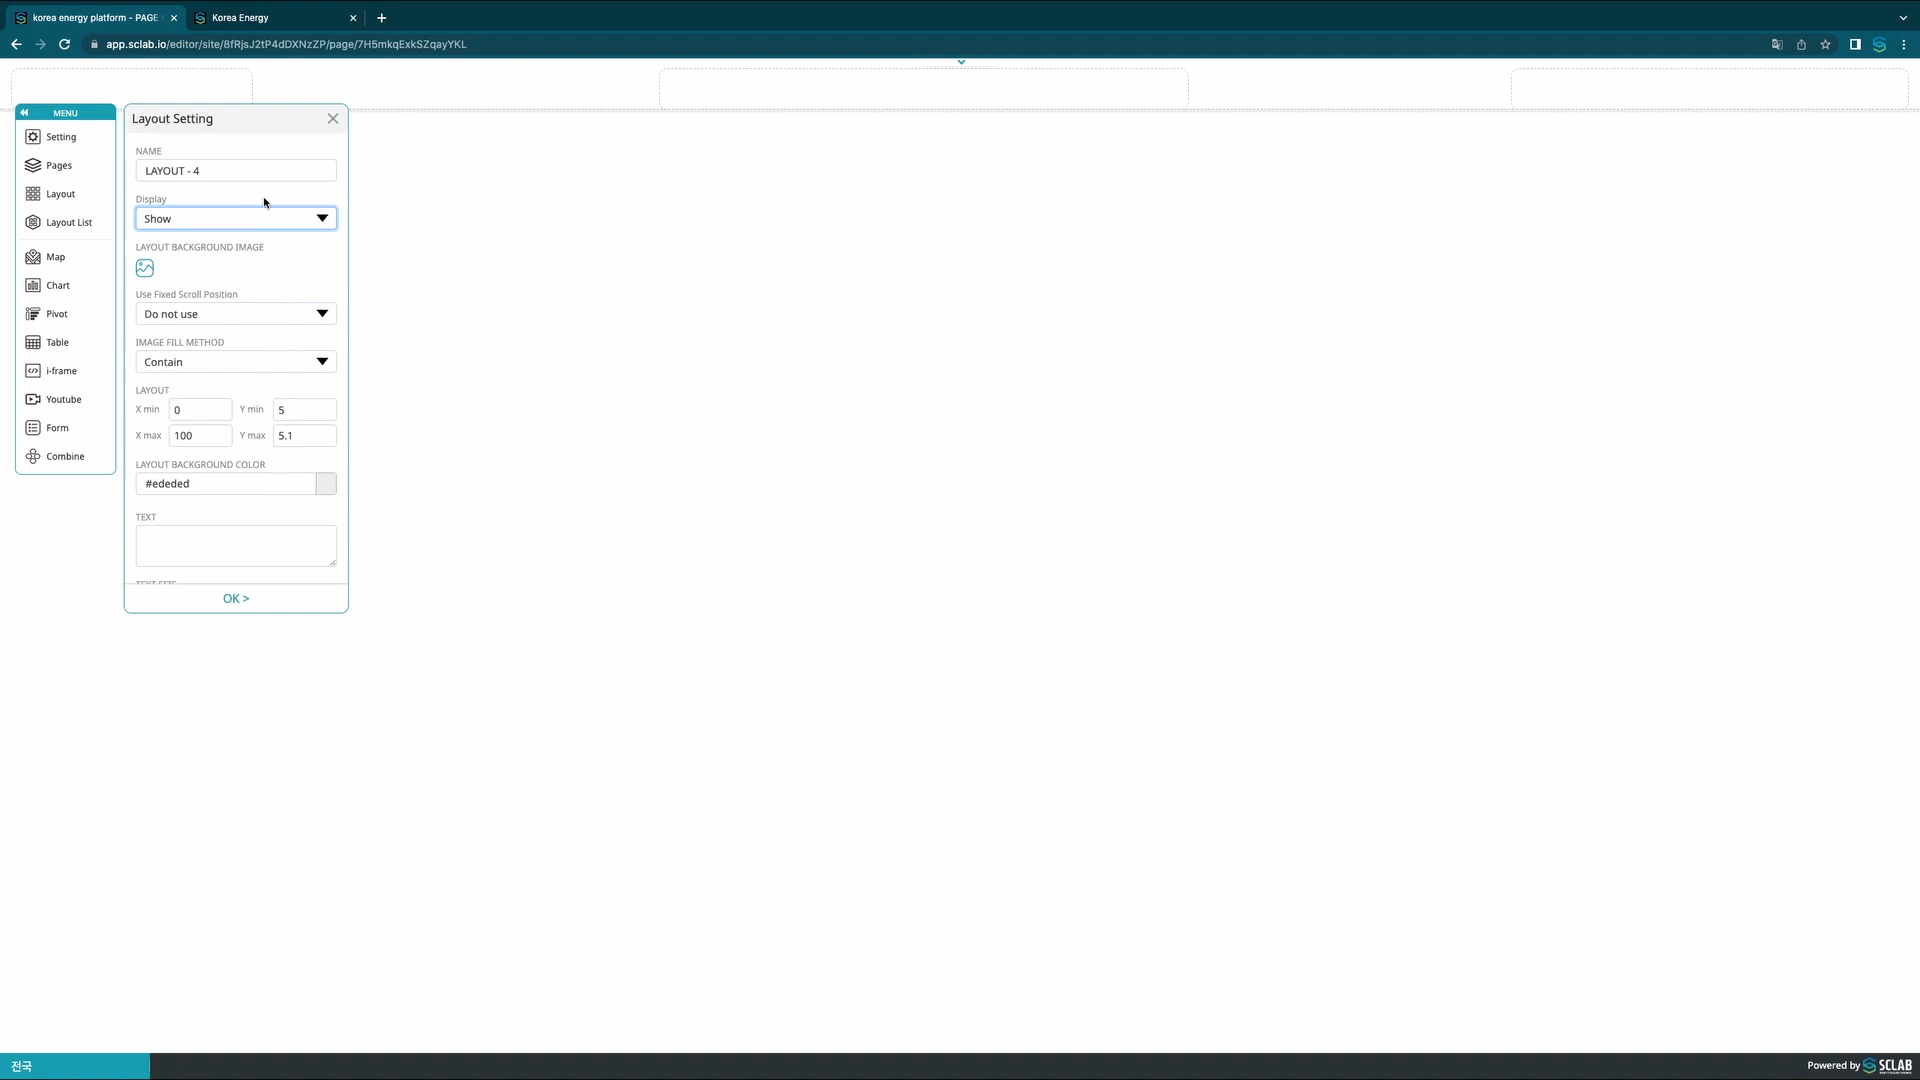 korea energy platform - PAGE
Korea Energy
app.sclab.io/editor/site/8fRjsJ2tP4dDXNzZP/page/7H5mkqExkSZqayYKL
MENU
Setting
Pages
Layout
Layout List
Map
Chart
Pivot
Table
i-frame
Youtube
Form
Combine
Layout Setting
NAME
LAYOUT - 4
Display
Show
LAYOUT BACKGROUND IMAGE
Use Fixed Scroll Position
Do not use
IMAGE FILL METHOD
Contain
LAYOUT
X min 0 Y min 5
X max 100 Y max 5.1
LAYOUT BACKGROUND COLOR
#ededed
TEXT
TEXT SIZE
OK >
전국
Powered by SCLAB